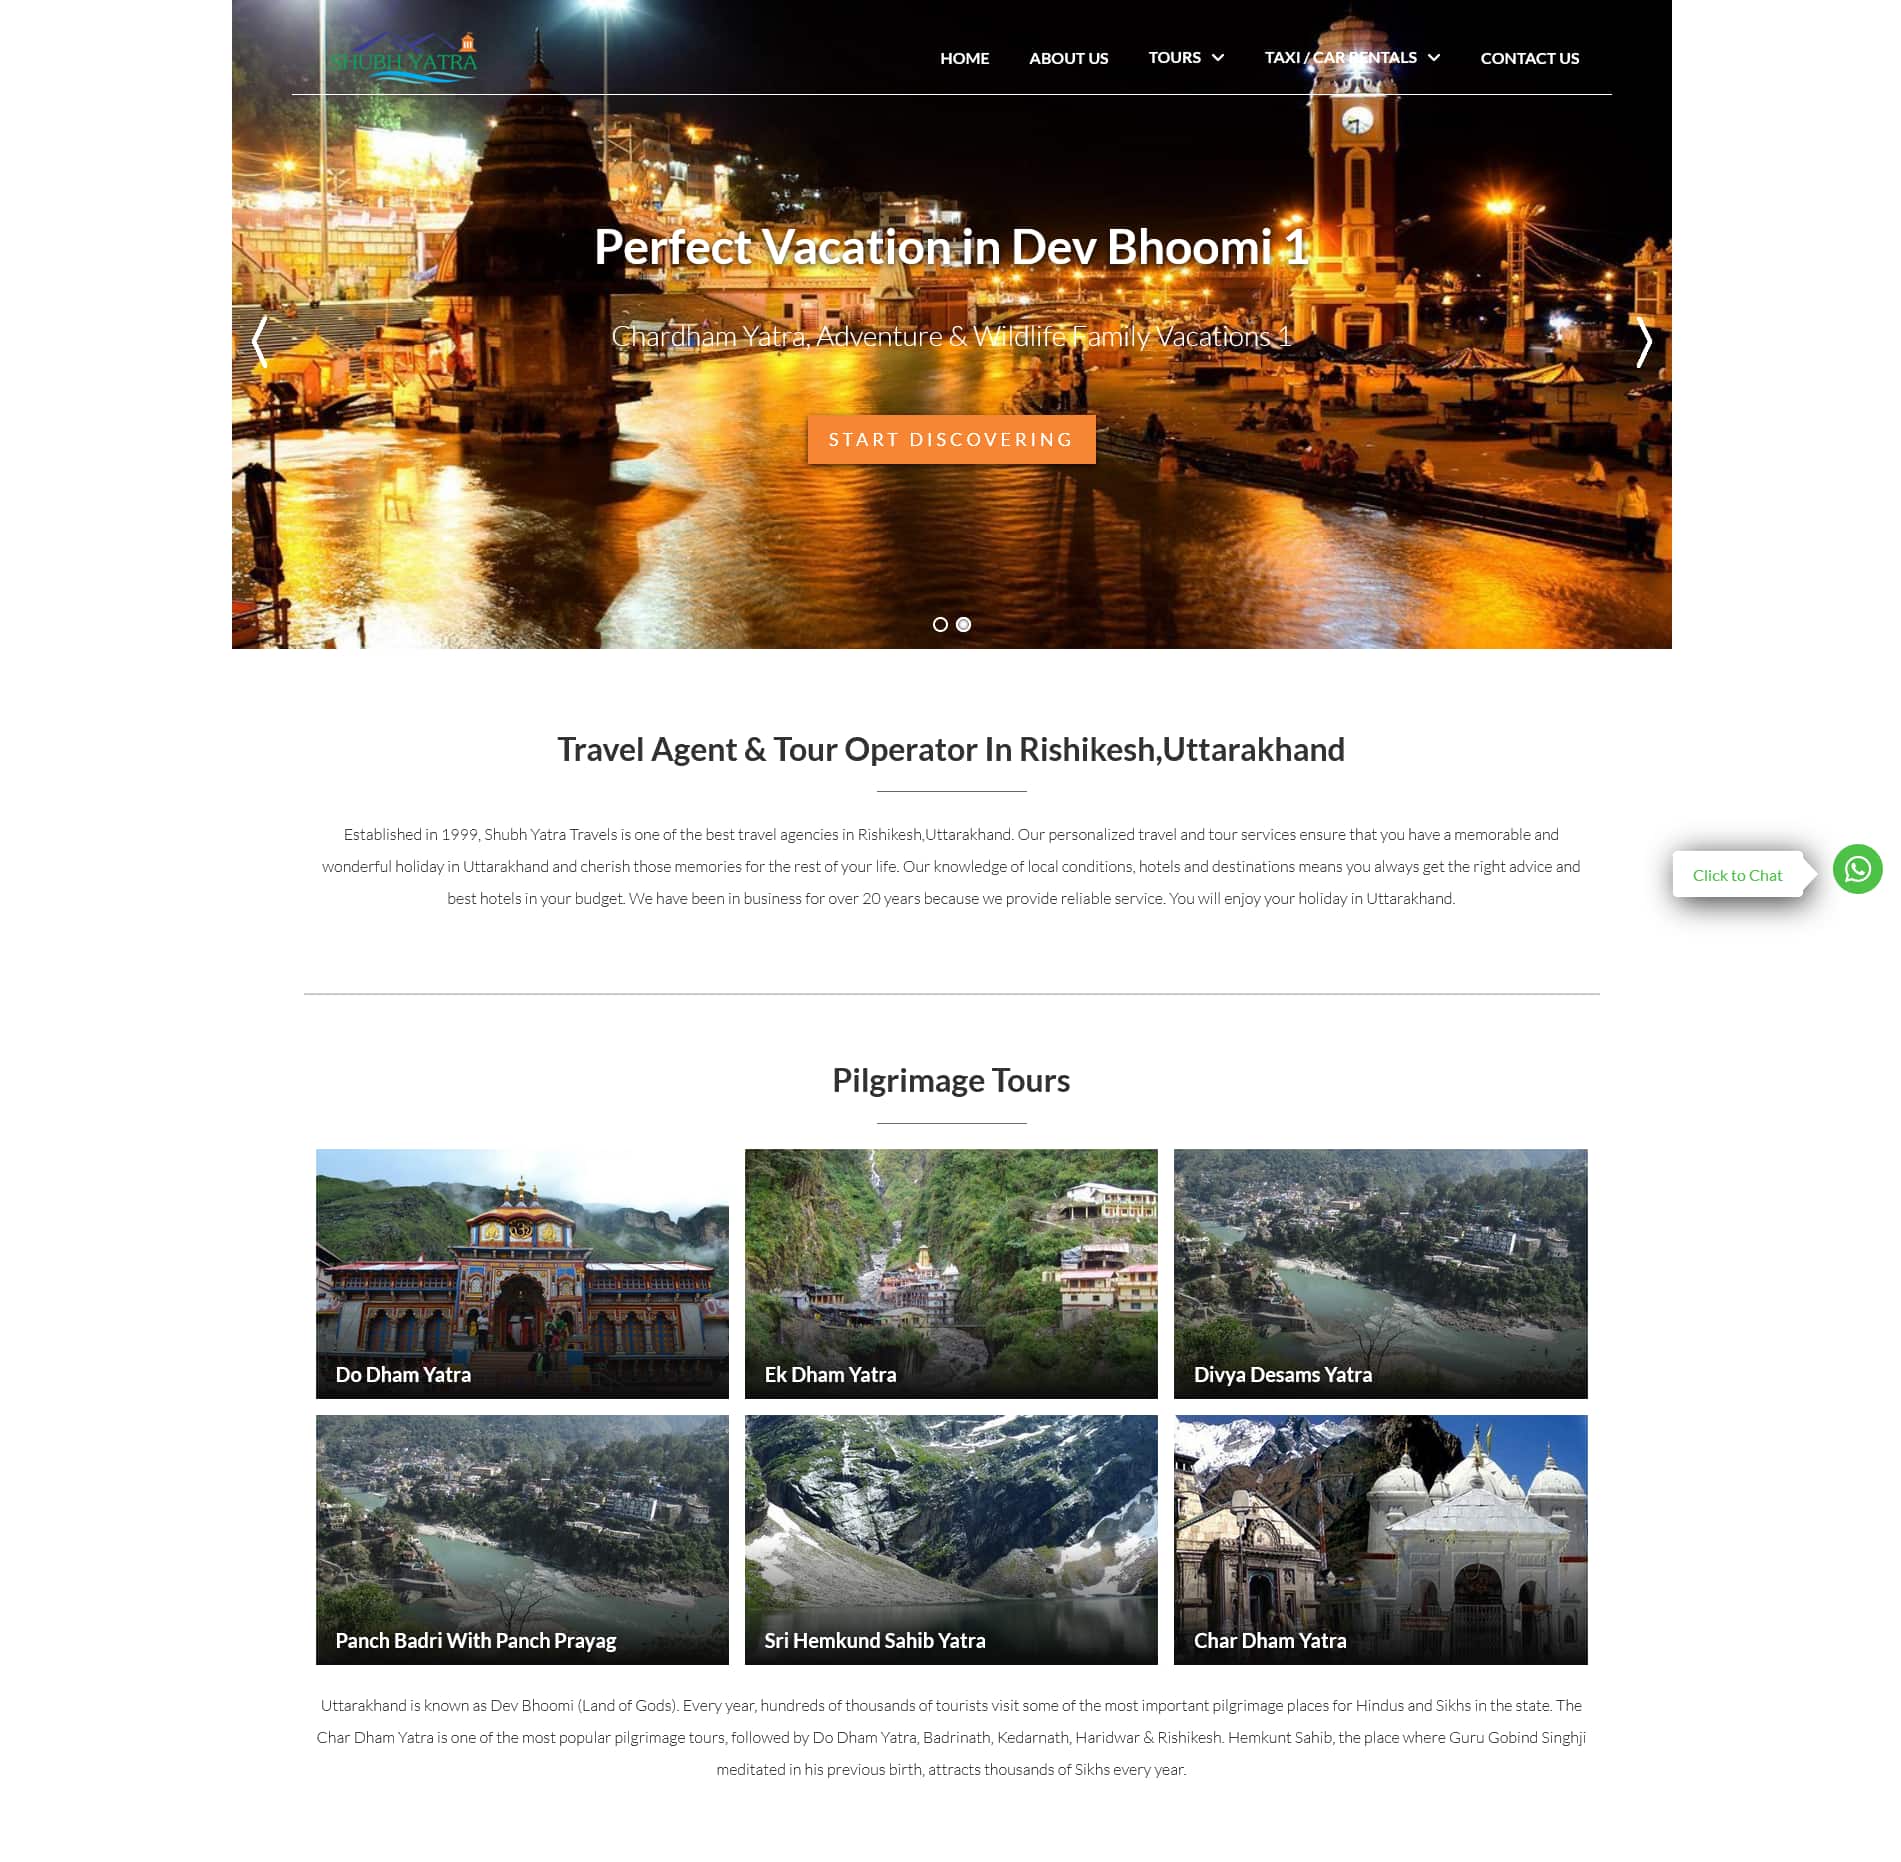 SHUBH YATRA
HOME ABOUT US TOURS TAXI / CAR RENTALS CONTACT US
Perfect Vacation in Dev Bhoomi 1
Chardham Yatra, Adventure & Wildlife Family Vacations 1
START DISCOVERING
Travel Agent & Tour Operator In Rishikesh,Uttarakhand
Established in 1999, Shubh Yatra Travels is one of the best travel agencies in Rishikesh,Uttarakhand. Our personalized travel and tour services ensure that you have a memorable and
wonderful holiday in Uttarakhand and cherish those memories for the rest of your life. Our knowledge of local conditions, hotels and destinations means you always get the right advice and
best hotels in your budget. We have been in business for over 20 years because we provide reliable service. You will enjoy your holiday in Uttarakhand.
Click to Chat
Pilgrimage Tours
Do Dham Yatra
Ek Dham Yatra
Divya Desams Yatra
Panch Badri With Panch Prayag
Sri Hemkund Sahib Yatra
Char Dham Yatra
Uttarakhand is known as Dev Bhoomi (Land of Gods). Every year, hundreds of thousands of tourists visit some of the most important pilgrimage places for Hindus and Sikhs in the state. The
Char Dham Yatra is one of the most popular pilgrimage tours, followed by Do Dham Yatra, Badrinath, Kedarnath, Haridwar & Rishikesh. Hemkunt Sahib, the place where Guru Gobind Singhji
meditated in his previous birth, attracts thousands of Sikhs every year.